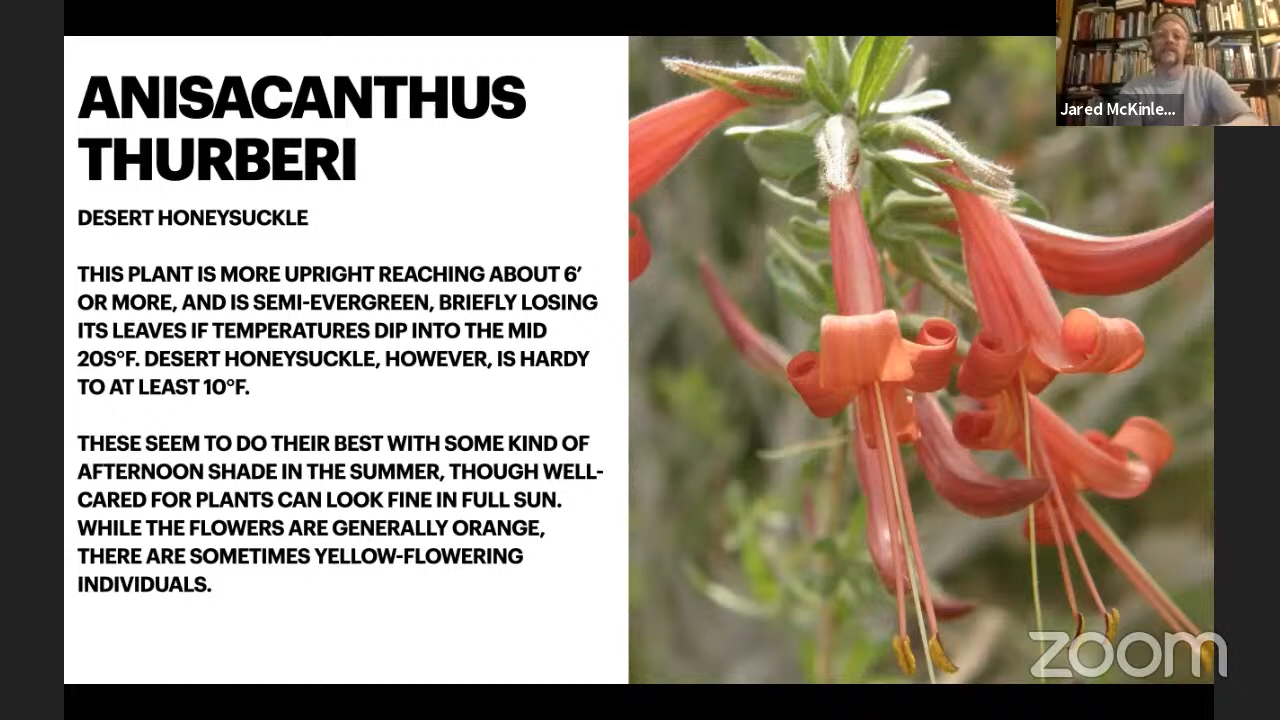 ANISACANTHUS
THURBERI
DESERT HONEYSUCKLE
THIS PLANT IS MORE UPRIGHT REACHING ABOUT 6’
OR MORE, AND IS SEMI-EVERGREEN, BRIEFLY LOSING
ITS LEAVES IF TEMPERATURES DIP INTO THE MID
20S°F. DESERT HONEYSUCKLE, HOWEVER, IS HARDY
TO AT LEAST 10°F.
THESE SEEM TO DO THEIR BEST WITH SOME KIND OF
AFTERNOON SHADE IN THE SUMMER, THOUGH WELL-
CARED FOR PLANTS CAN LOOK FINE IN FULL SUN.
WHILE THE FLOWERS ARE GENERALLY ORANGE,
THERE ARE SOMETIMES YELLOW-FLOWERING
INDIVIDUALS.
Jared McKinle...
zoom